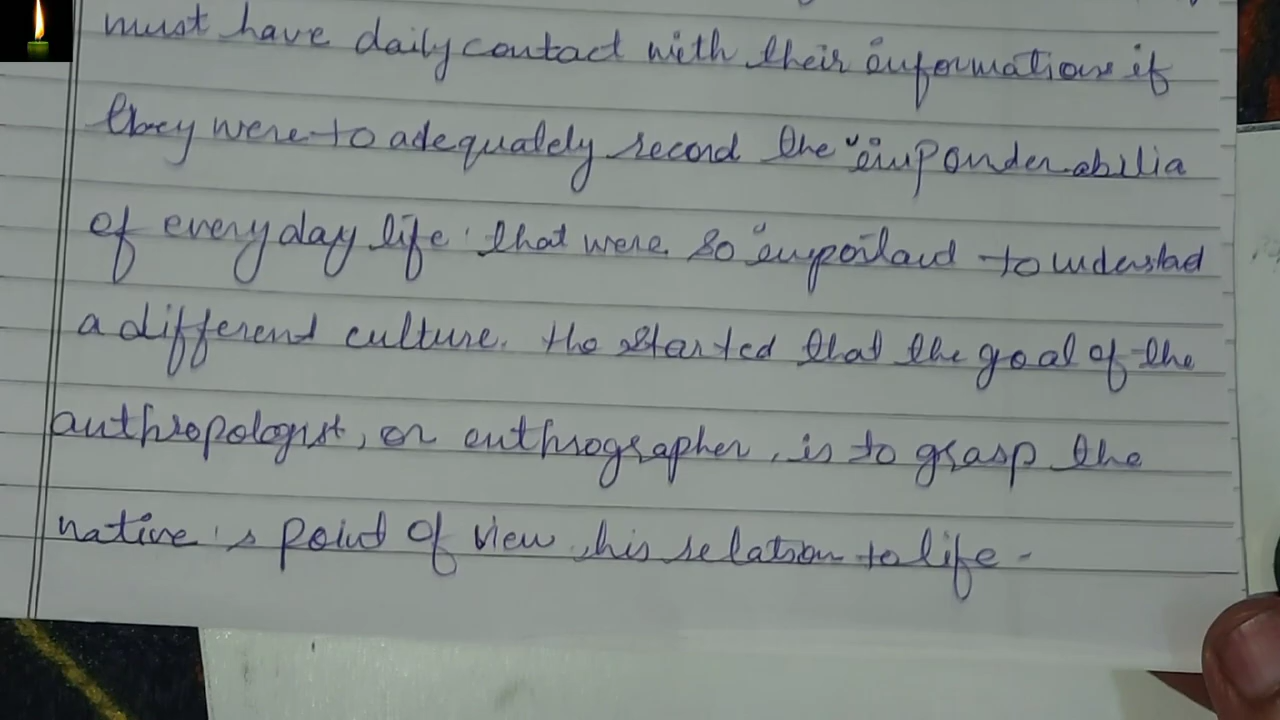 must have daily contact with their informations if
they were to adequately record the "imponderabilia
of everyday life" that were so important to understad
a different culture. He started that the goal of the
anthropologist, or enthrographer, is to grasp the
native's point of view, his relation to life -